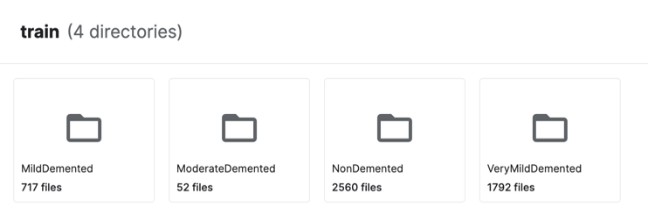 train (4 directories)
MildDemented
717 files
ModerateDemented
52 files
NonDemented
2560 files
VeryMildDemented
1792 files